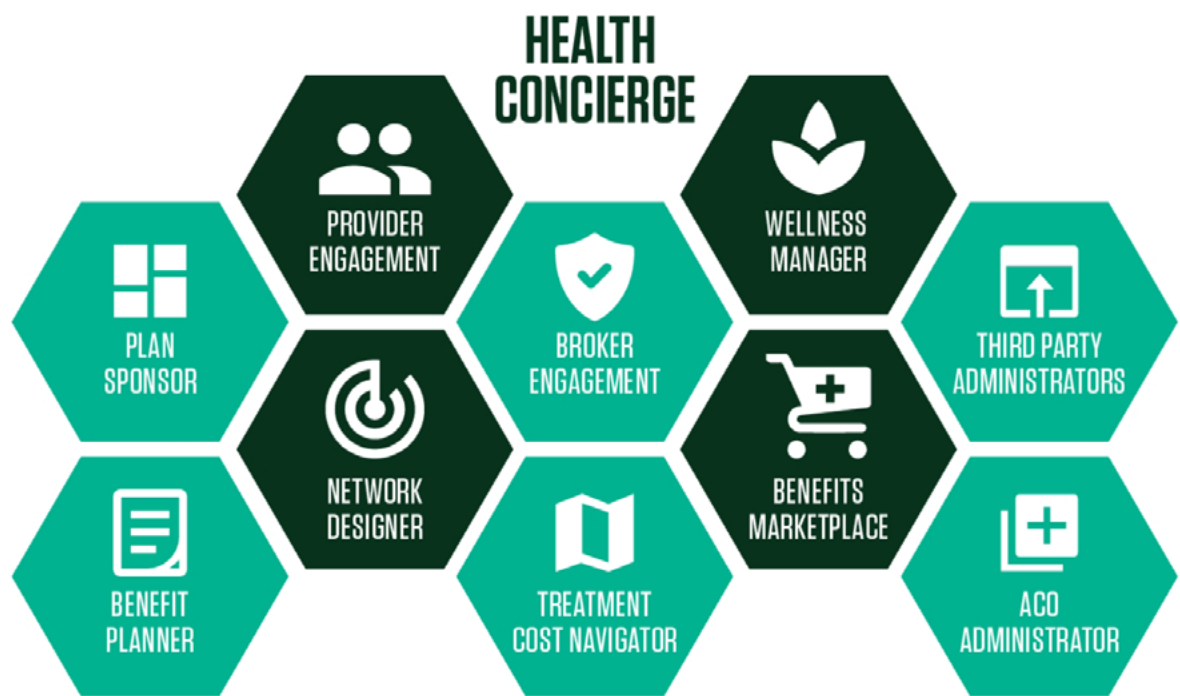 HEALTH
CONCIERGE
PROVIDER
ENGAGEMENT
WELLNESS
MANAGER
PLAN
SPONSOR
BROKER
ENGAGEMENT
THIRD PARTY
ADMINISTRATORS
NETWORK
DESIGNER
BENEFITS
MARKETPLACE
BENEFIT
PLANNER
TREATMENT
COST NAVIGATOR
ACO
ADMINISTRATOR